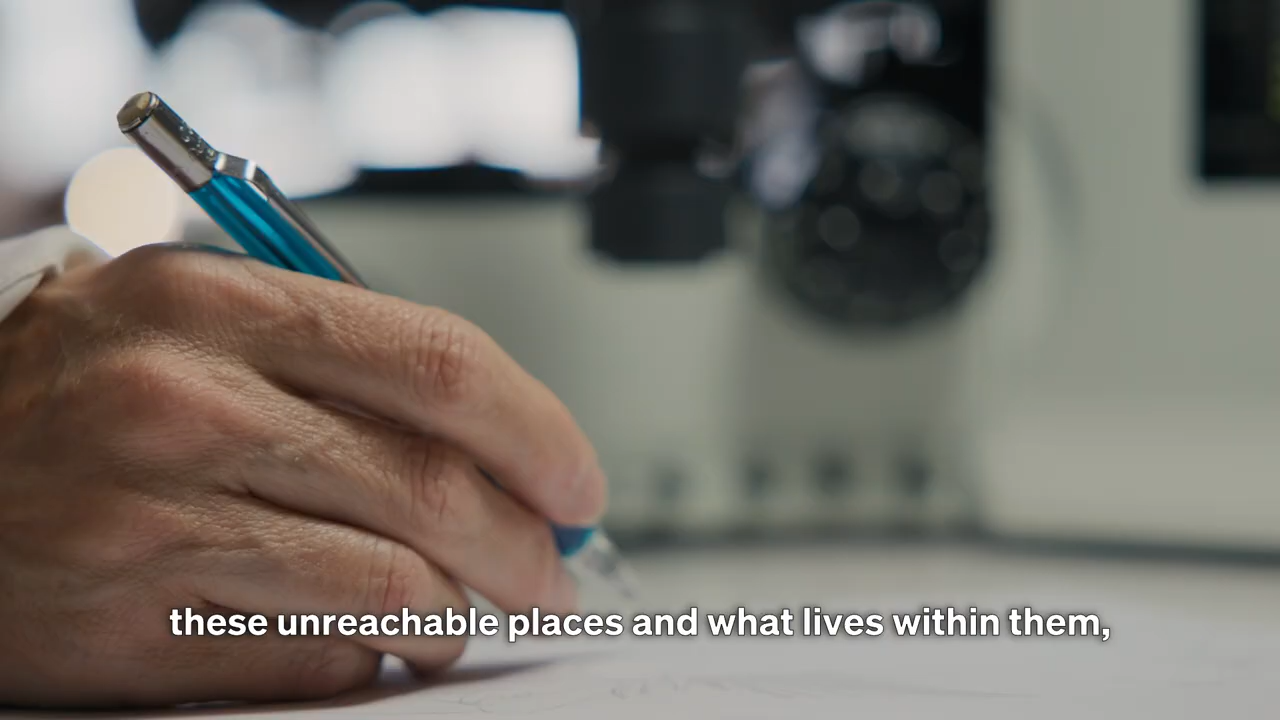 these unreachable places and what lives within them,